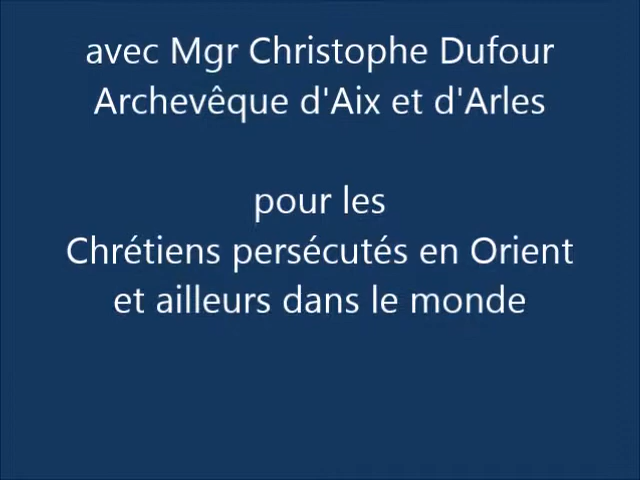 avec Mgr Christophe Dufour
Archevêque d'Aix et d'Arles
pour les
Chrétiens persécutés en Orient
et ailleurs dans le monde